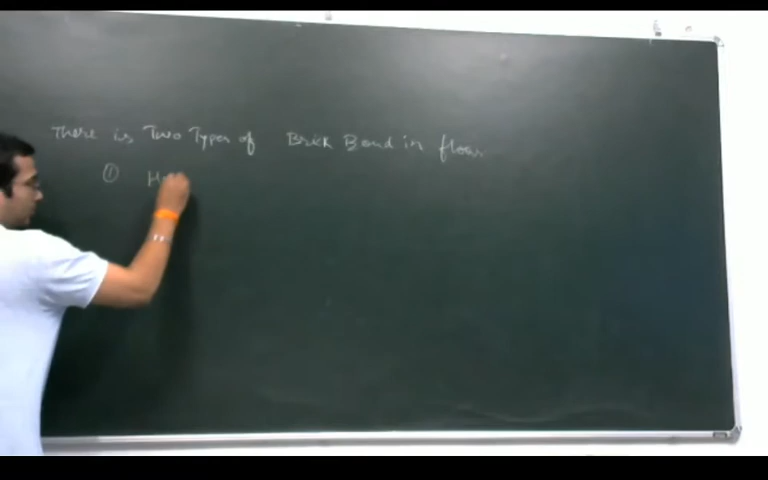 There is Two Types of Brick Bond in floor
① H